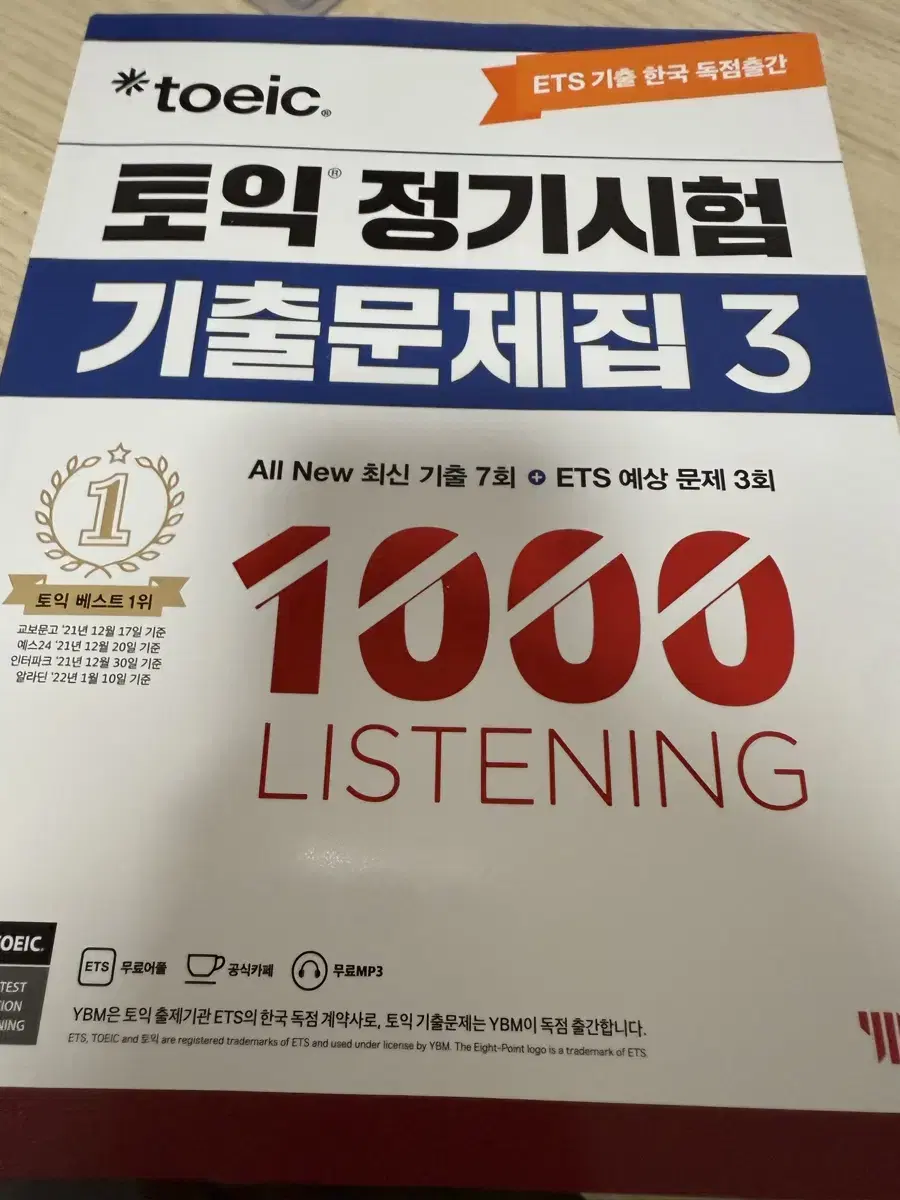 toeic®
ETS 기출 한국 독점출간
토익® 정기시험
기출문제집 3
All New 최신 기출 7회 + ETS 예상 문제 3회
1
토익 베스트 1위
교보문고 '21년 12월 17일 기준
예스24 '21년 12월 20일 기준
인터파크 '21년 12월 30일 기준
알라딘 '22년 1월 10일 기준
1000
LISTENING
TOEIC.
TEST
ETS 무료어플 공식카페 무료MP3
YBM은 토익 출제기관 ETS의 한국 독점 계약사로, 토익 기출문제는 YBM이 독점 출간합니다.
ETS, TOEIC and 토익 are registered trademarks of ETS and used under license by YBM. The Eight-Point logo is a trademark of ETS.